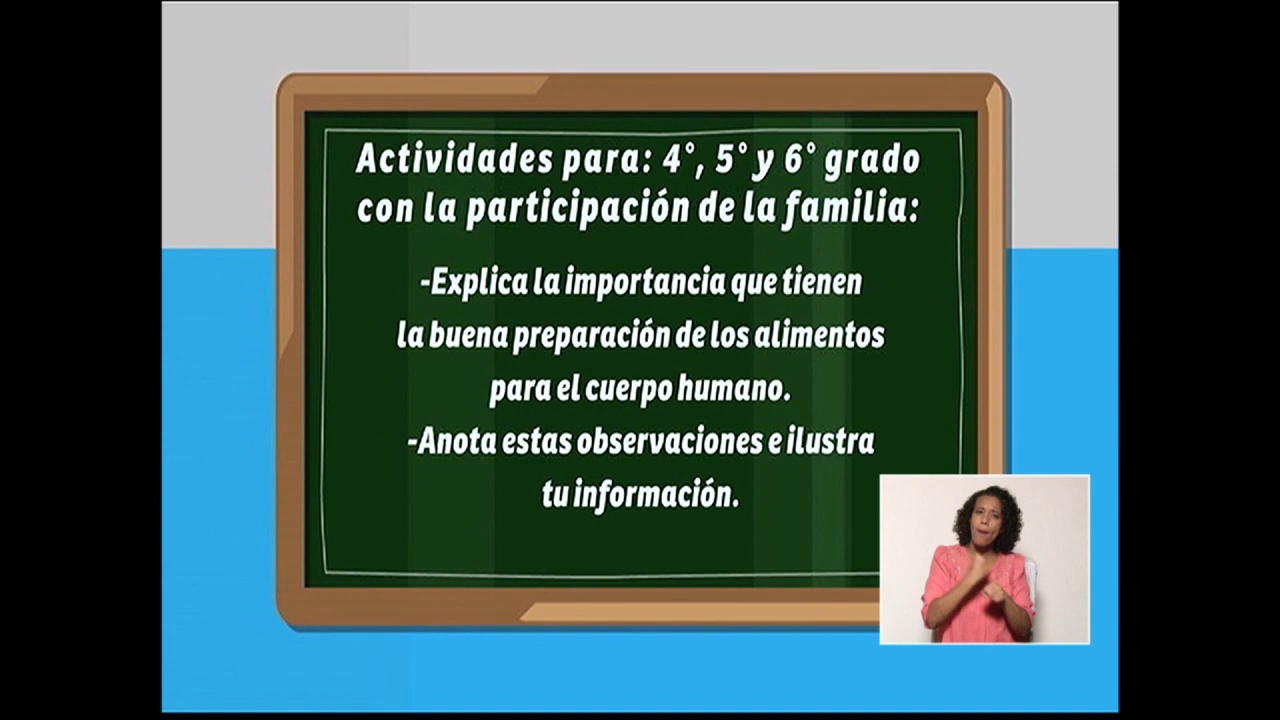 Actividades para: 4°, 5° y 6° grado
con la participación de la familia:
-Explica la importancia que tienen
la buena preparación de los alimentos
para el cuerpo humano.
-Anota estas observaciones e ilustra
tu información.